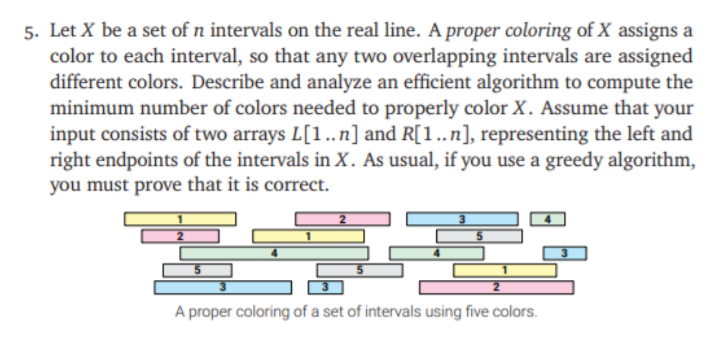 5. Let X be a set of n intervals on the real line. A proper coloring of X assigns a
color to each interval, so that any two overlapping intervals are assigned
different colors. Describe and analyze an efficient algorithm to compute the
minimum number of colors needed to properly color X. Assume that your
input consists of two arrays L[1..n] and R[1..n], representing the left and
right endpoints of the intervals in X. As usual, if you use a greedy algorithm,
you must prove that it is correct.
1 2 3 4
2 1 5
4 4 3
5 5 1
3 3 2
A proper coloring of a set of intervals using five colors.